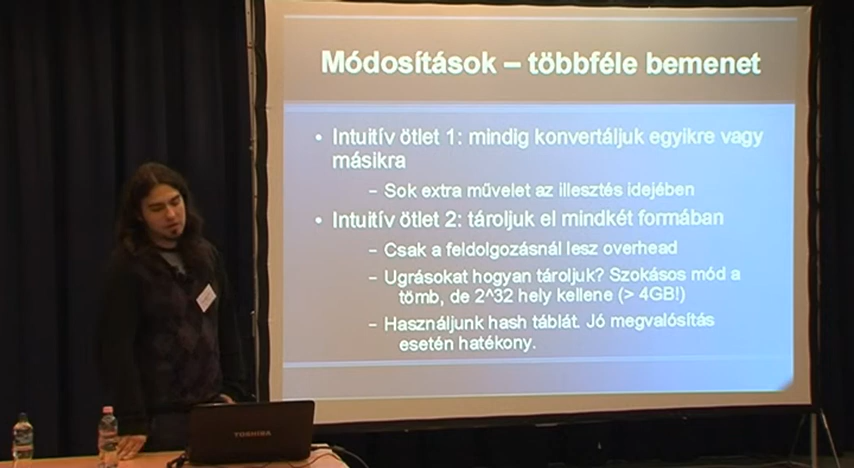 Módosítások – többféle bemenet
• Intuitív ötlet 1: mindig konvertáljuk egyikre vagy
másikra
– Sok extra művelet az illesztés idejében
• Intuitív ötlet 2: tároljuk el mindkét formában
– Csak a feldolgozásnál lesz overhead
– Ugrásokat hogyan tároljuk? Szokásos mód a
tömb, de 2^32 hely kellene (> 4GB!)
– Használjunk hash táblát. Jó megvalósítás
esetén hatékony.
TOSHIBA